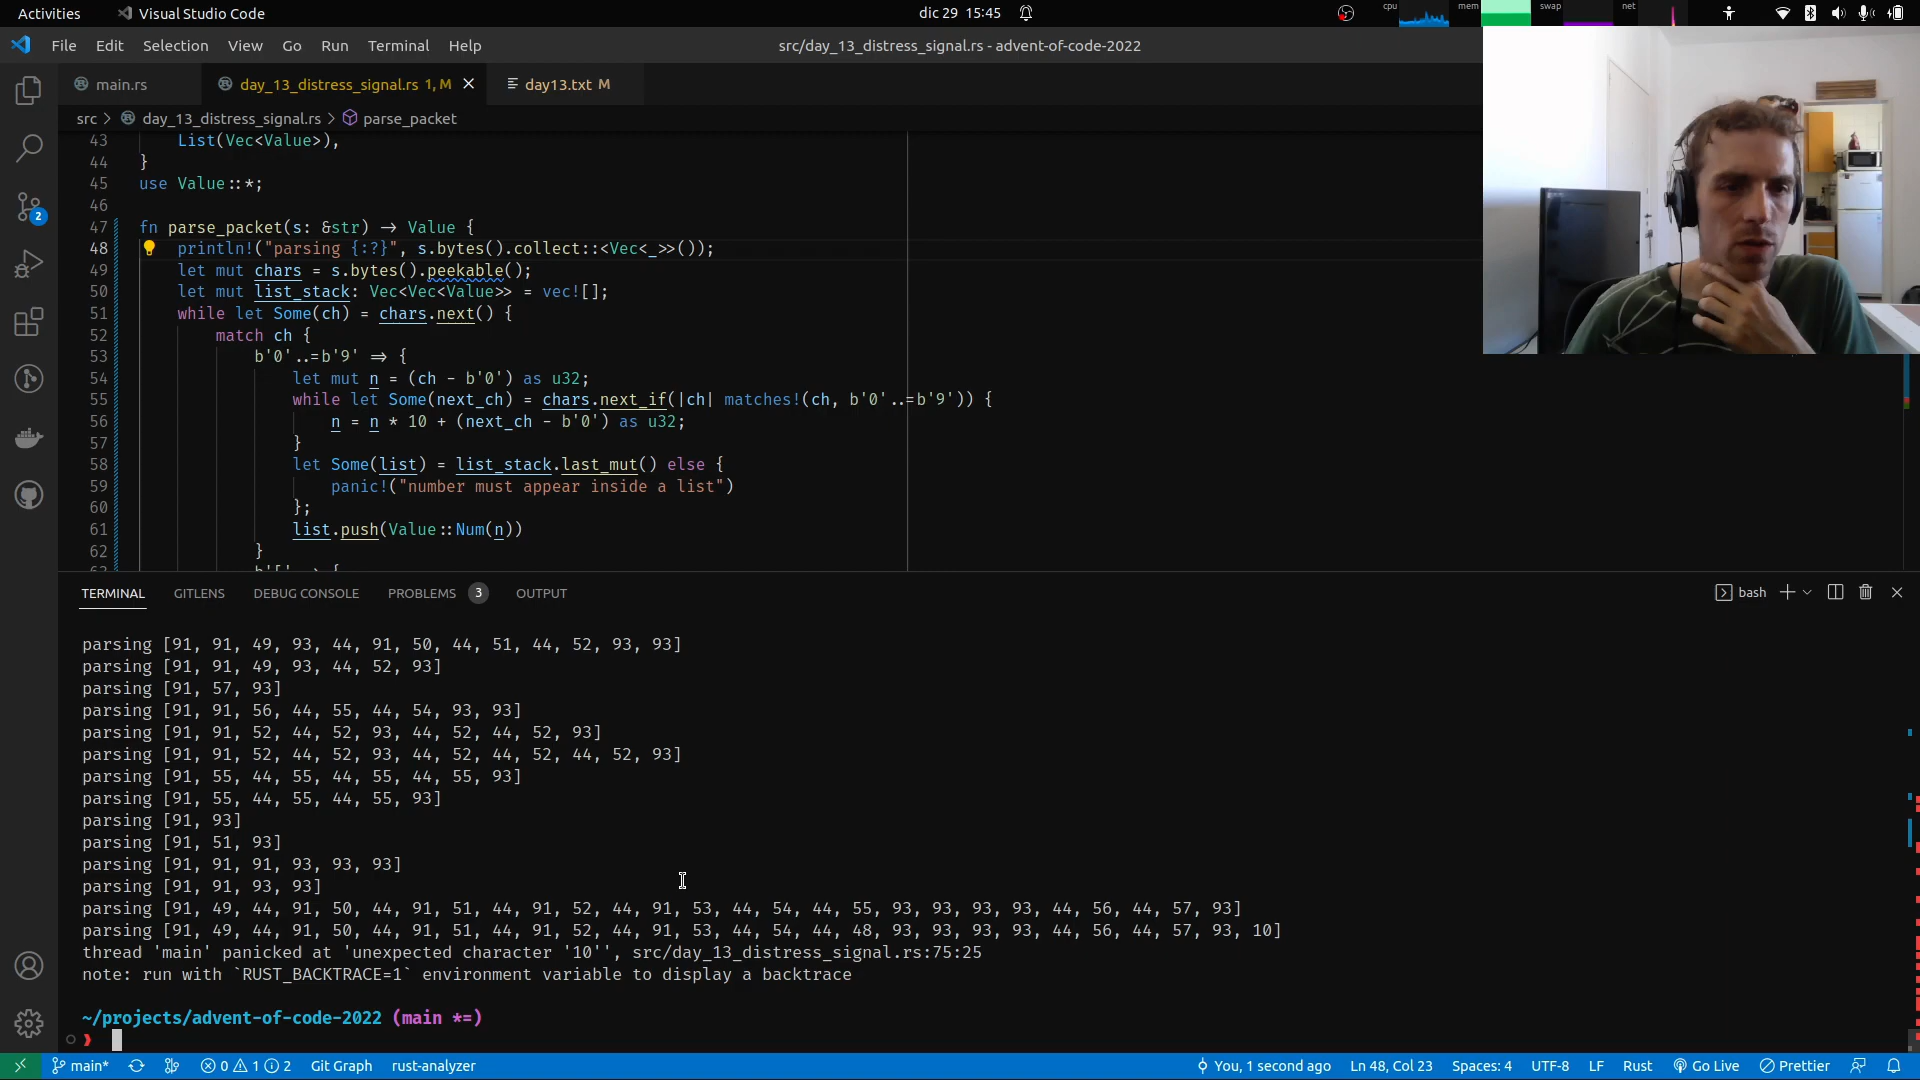 Activities
Visual Studio Code
dic 29 15:45
cpu
mem
swap
net
File Edit Selection View Go Run Terminal Help
src/day_13_distress_signal.rs - advent-of-code-2022
main.rs
day_13_distress_signal.rs 1, M
day13.txt M
src > day_13_distress_signal.rs > parse_packet
43 List(Vec<Value>),
44 }
45 use Value::*;
46
47 fn parse_packet(s: &str) -> Value {
48 println!("parsing {:?}", s.bytes().collect::<Vec<_>>());
49 let mut chars = s.bytes().peekable();
50 let mut list_stack: Vec<Vec<Value>> = vec![];
51 while let Some(ch) = chars.next() {
52 match ch {
53 b'0'..=b'9' => {
54 let mut n = (ch - b'0') as u32;
55 while let Some(next_ch) = chars.next_if(|ch| matches!(ch, b'0'..=b'9')) {
56 n = n * 10 + (next_ch - b'0') as u32;
57 }
58 let Some(list) = list_stack.last_mut() else {
59 panic!("number must appear inside a list")
60 };
61 list.push(Value::Num(n))
62 }
63 b'[' => {
TERMINAL GITLENS DEBUG CONSOLE PROBLEMS 3 OUTPUT
bash
parsing [91, 91, 49, 93, 44, 91, 50, 44, 51, 44, 52, 93, 93]
parsing [91, 91, 49, 93, 44, 52, 93]
parsing [91, 57, 93]
parsing [91, 91, 56, 44, 55, 44, 54, 93, 93]
parsing [91, 91, 52, 44, 52, 93, 44, 52, 44, 52, 93]
parsing [91, 91, 52, 44, 52, 93, 44, 52, 44, 52, 44, 52, 93]
parsing [91, 55, 44, 55, 44, 55, 44, 55, 93]
parsing [91, 55, 44, 55, 44, 55, 93]
parsing [91, 93]
parsing [91, 51, 93]
parsing [91, 91, 91, 93, 93, 93]
parsing [91, 91, 93, 93]
parsing [91, 49, 44, 91, 50, 44, 91, 51, 44, 91, 52, 44, 91, 53, 44, 54, 44, 55, 93, 93, 93, 93, 44, 56, 44, 57, 93]
parsing [91, 49, 44, 91, 50, 44, 91, 51, 44, 91, 52, 44, 91, 53, 44, 54, 44, 48, 93, 93, 93, 93, 44, 56, 44, 57, 93, 10]
thread 'main' panicked at 'unexpected character '10'', src/day_13_distress_signal.rs:75:25
note: run with `RUST_BACKTRACE=1` environment variable to display a backtrace
~/projects/advent-of-code-2022 (main *=)
❯
main* 0 1 2 Git Graph rust-analyzer
You, 1 second ago Ln 48, Col 23 Spaces: 4 UTF-8 LF Rust Go Live Prettier
2